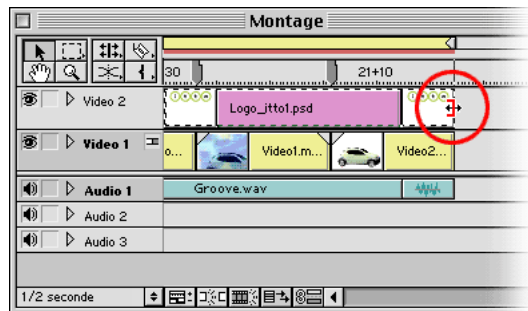 Montage
30 21+10
Video 2 Logo_itto1.psd
Video 1 o... Video1.m... Video2...
Audio 1 Groove.wav
Audio 2
Audio 3
1/2 seconde